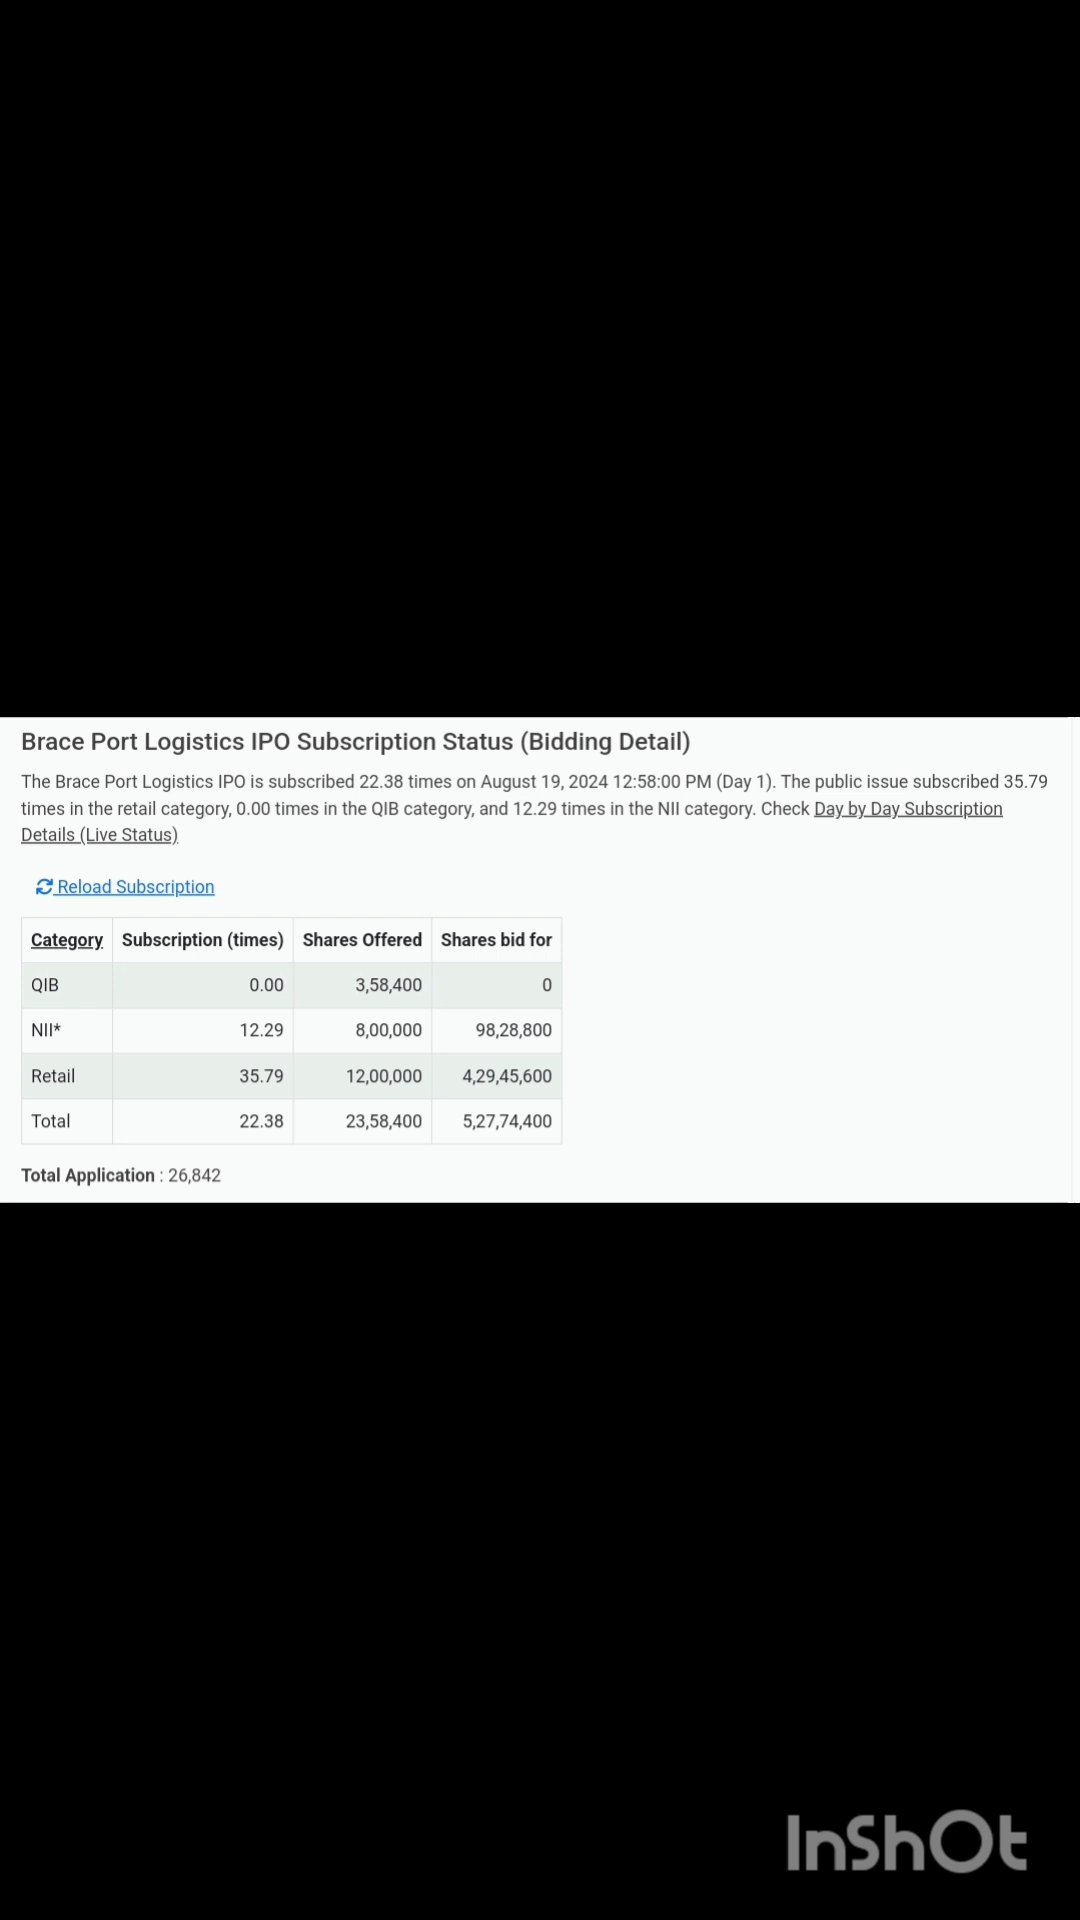 Brace Port Logistics IPO Subscription Status (Bidding Detail)
The Brace Port Logistics IPO is subscribed 22.38 times on August 19, 2024 12:58:00 PM (Day 1). The public issue subscribed 35.79
times in the retail category, 0.00 times in the QIB category, and 12.29 times in the NII category. Check Day by Day Subscription
Details (Live Status)
Reload Subscription
Category Subscription (times) Shares Offered Shares bid for
QIB 0.00 3,58,400 0
NII* 12.29 8,00,000 98,28,800
Retail 35.79 12,00,000 4,29,45,600
Total 22.38 23,58,400 5,27,74,400
Total Application : 26,842
InShOt